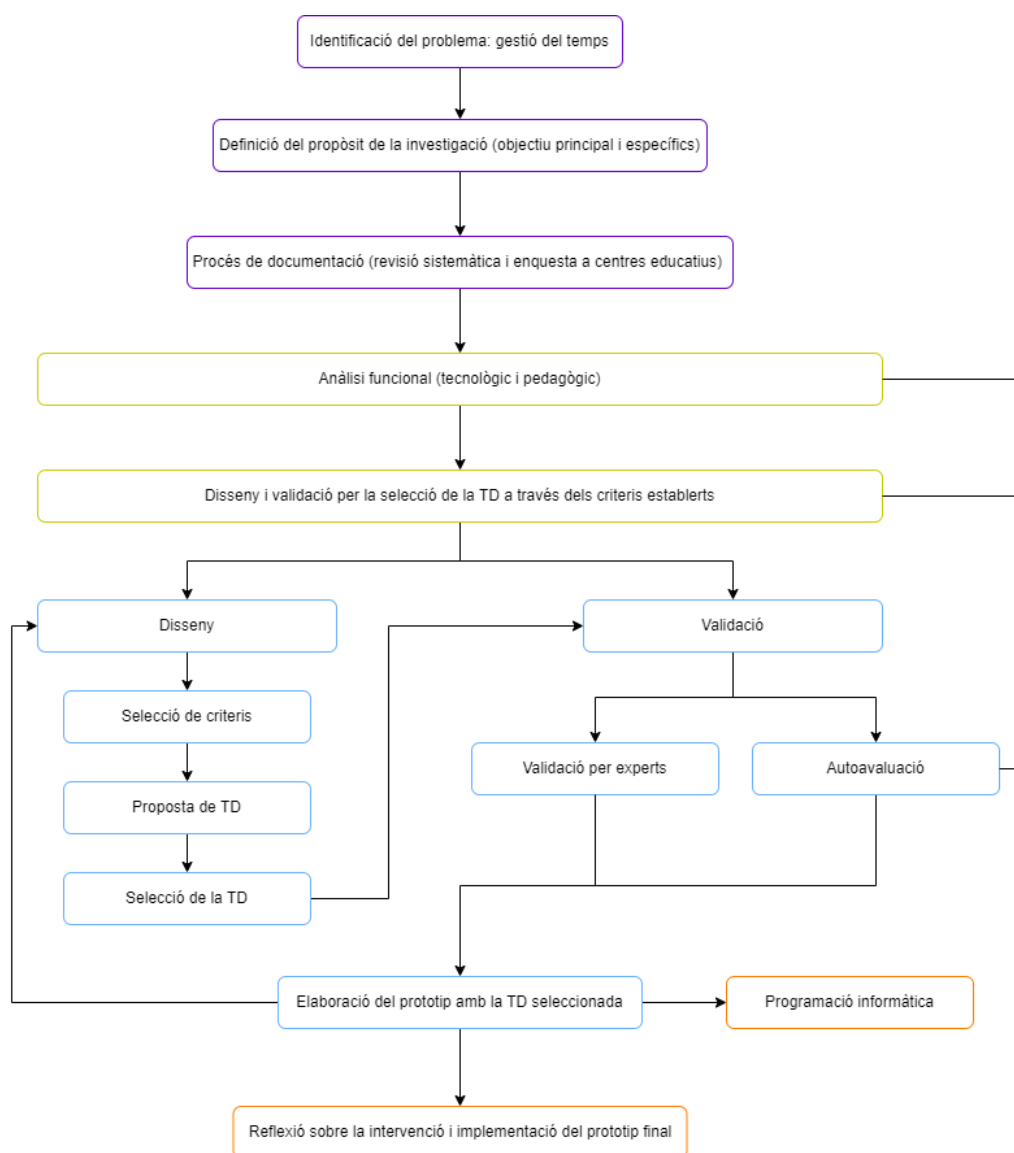 Identificació del problema: gestió del temps
Definició del propòsit de la investigació (objectiu principal i específics)
Procés de documentació (revisió sistemàtica i enquesta a centres educatius)
Anàlisi funcional (tecnològic i pedagògic)
Disseny i validació per la selecció de la TD a través dels criteris establerts
Disseny
Validació
Selecció de criteris
Validació per experts
Autoavaluació
Proposta de TD
Selecció de la TD
Elaboració del prototip amb la TD seleccionada
Programació informàtica
Reflexió sobre la intervenció i implementació del prototip final